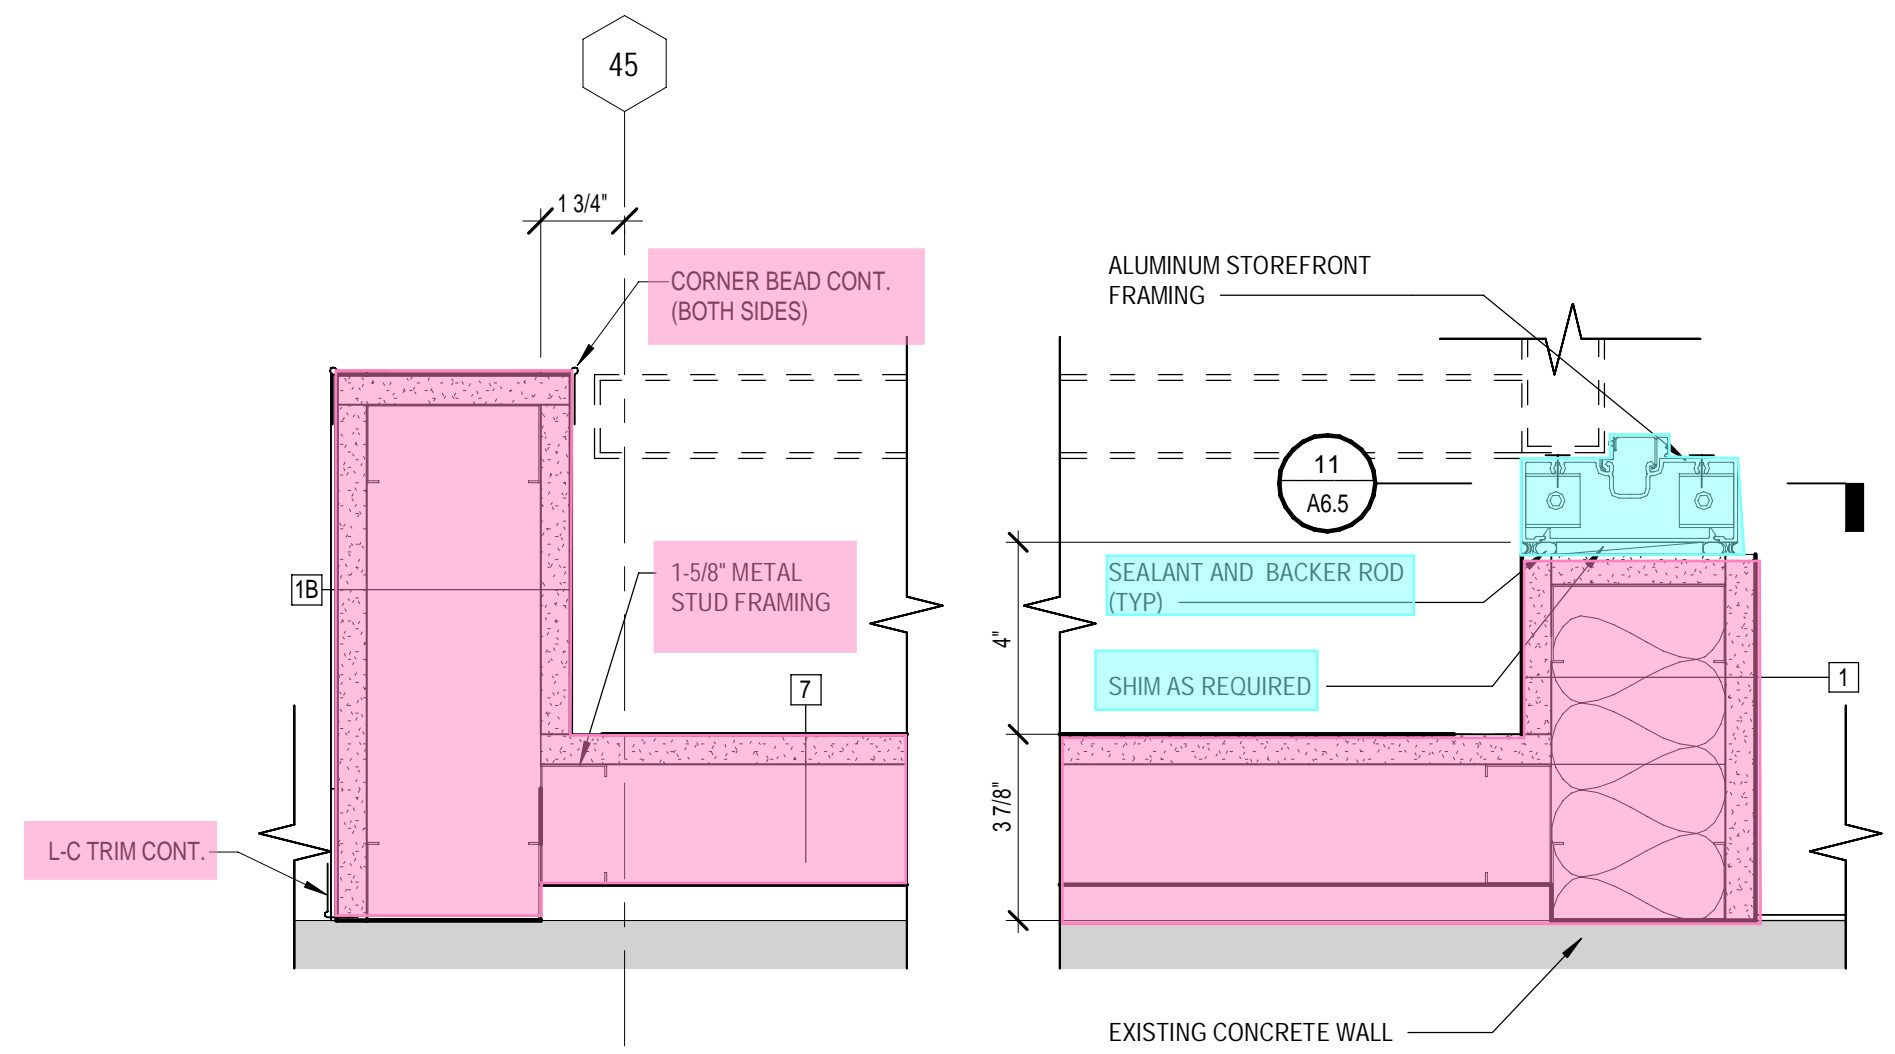 45
1 3/4"
CORNER BEAD CONT.
(BOTH SIDES)
ALUMINUM STOREFRONT
FRAMING
11
A6.5
1B
1-5/8" METAL
STUD FRAMING
SEALANT AND BACKER ROD
(TYP)
4"
7
SHIM AS REQUIRED
1
3 7/8"
L-C TRIM CONT.
EXISTING CONCRETE WALL